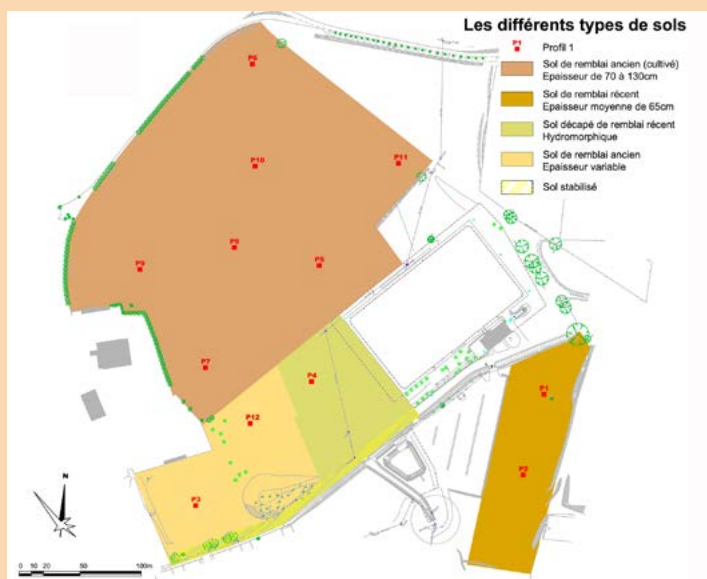 Les différents types de sols
P1
Profil 1
Sol de remblai ancien (cultivé)
Epaisseur de 70 à 130cm
Sol de remblai récent
Epaisseur moyenne de 65cm
Sol décapé de remblai récent
Hydromorphique
Sol de remblai ancien
Epaisseur variable
Sol stabilisé
P6
P10
P11
P9
P7
P4
P12
P1
P2
P3
N
0 10 20 50 100m